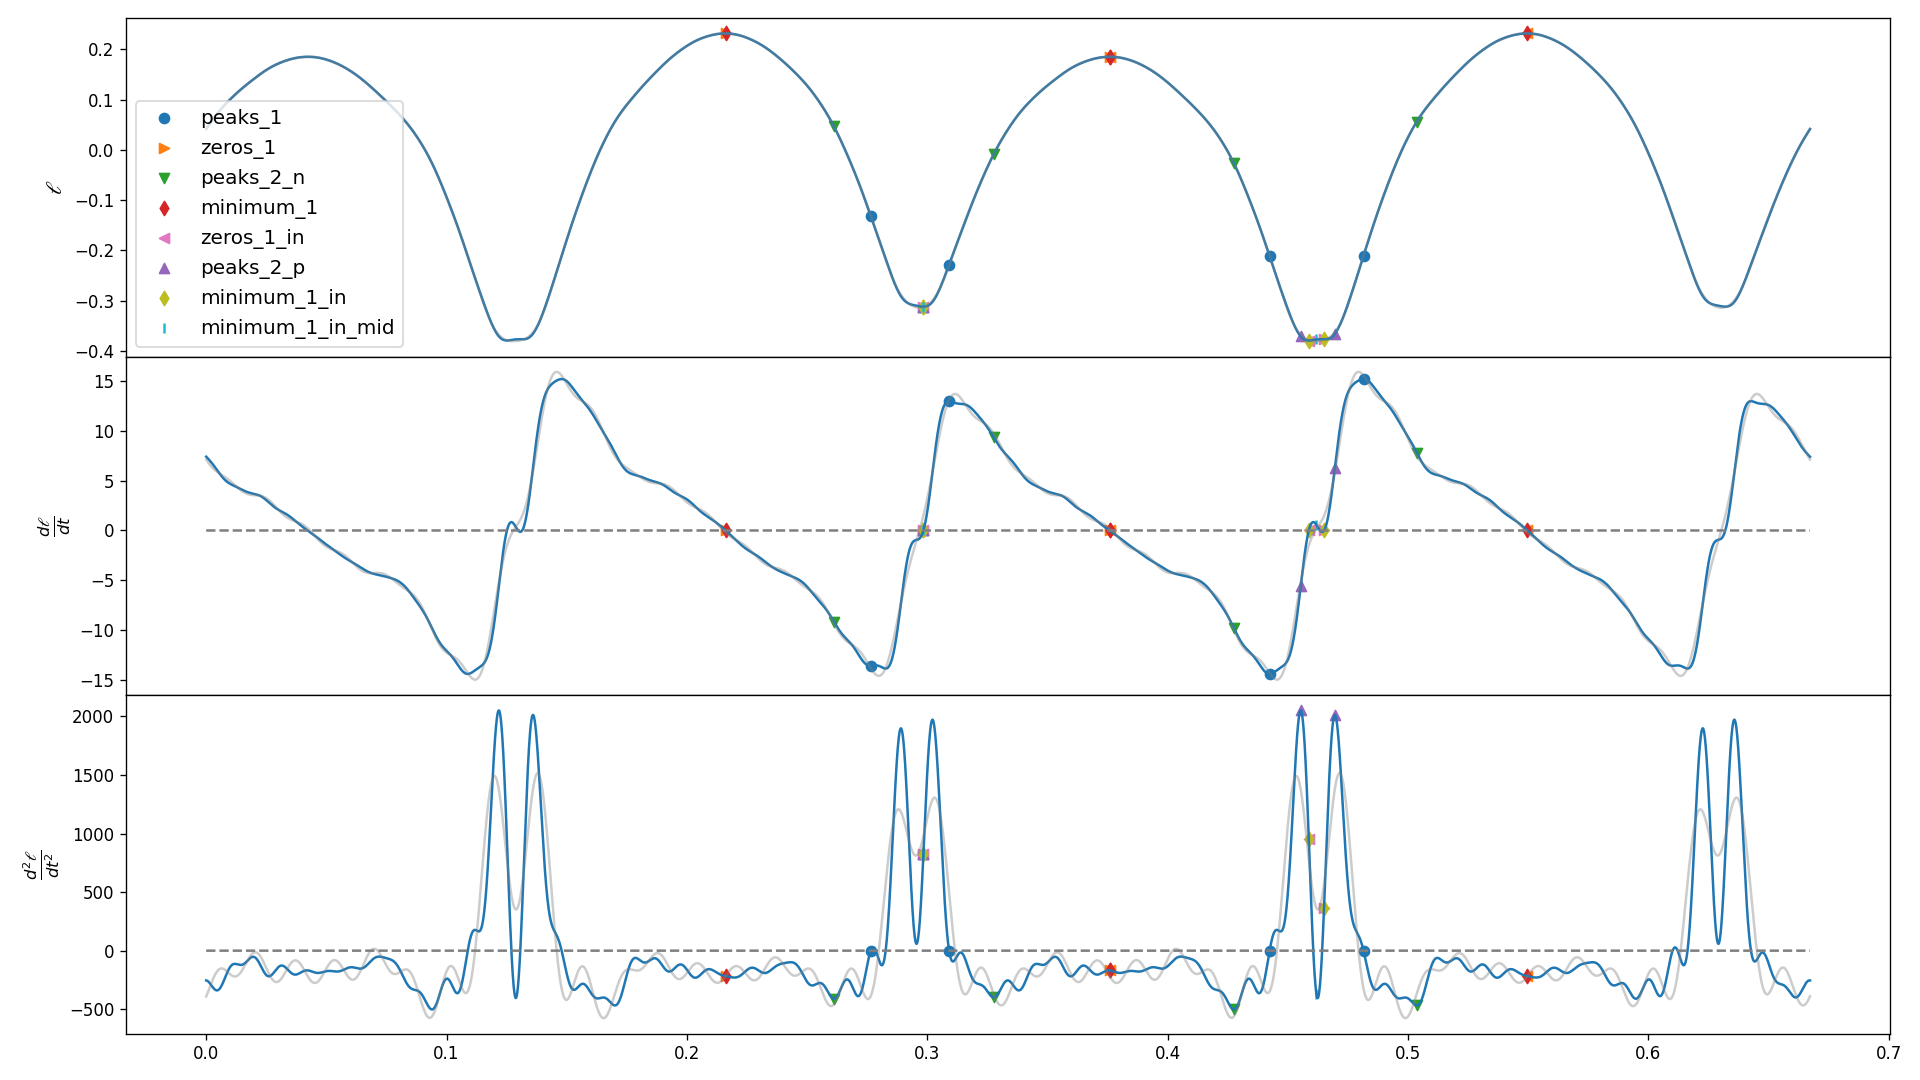 0.2
0.1
0.0
−0.1
−0.2
−0.3
−0.4
ℓ
peaks_1
zeros_1
peaks_2_n
minimum_1
zeros_1_in
peaks_2_p
minimum_1_in
minimum_1_in_mid
15
10
5
0
−5
−10
−15
dℓ
dt
2000
1500
1000
500
0
−500
d²ℓ
dt²
0.0 0.1 0.2 0.3 0.4 0.5 0.6 0.7